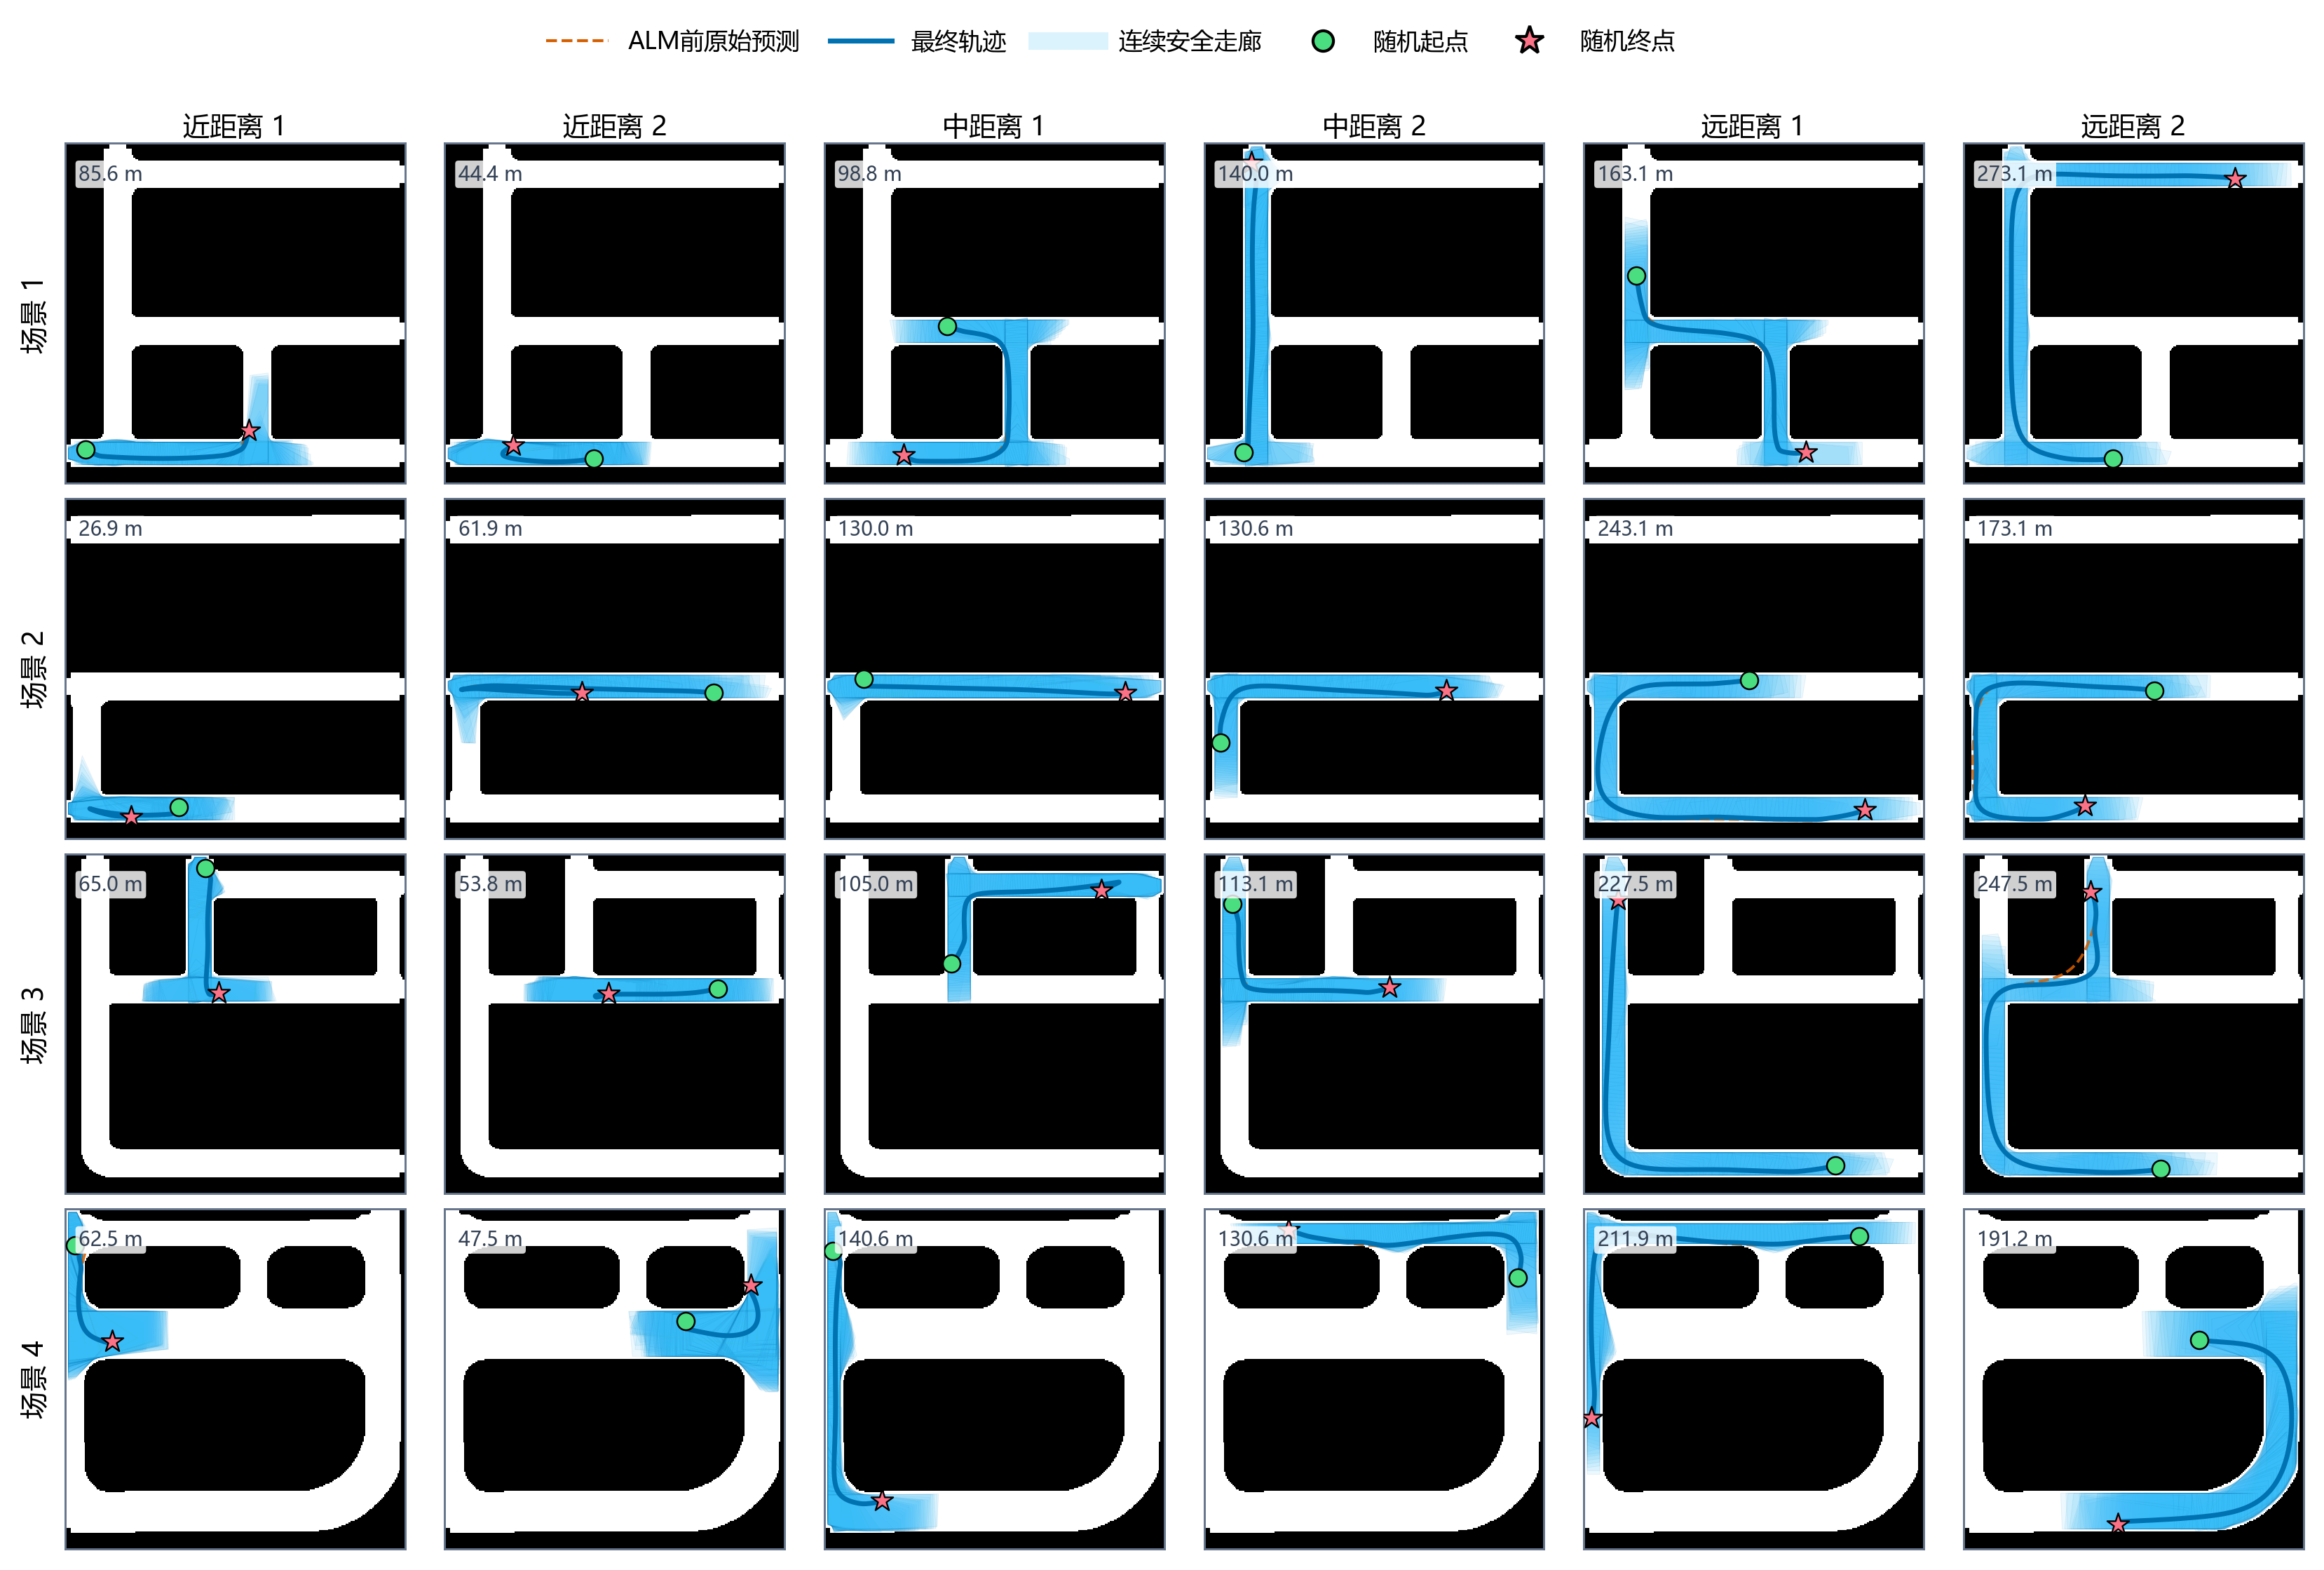 ALM前原始预测 最终轨迹 连续安全走廊 随机起点 随机终点
近距离 1 近距离 2 中距离 1 中距离 2 远距离 1 远距离 2
场景 1
85.6 m 44.4 m 98.8 m 140.0 m 163.1 m 273.1 m
场景 2
26.9 m 61.9 m 130.0 m 130.6 m 243.1 m 173.1 m
场景 3
65.0 m 53.8 m 105.0 m 113.1 m 227.5 m 247.5 m
场景 4
62.5 m 47.5 m 140.6 m 130.6 m 211.9 m 191.2 m